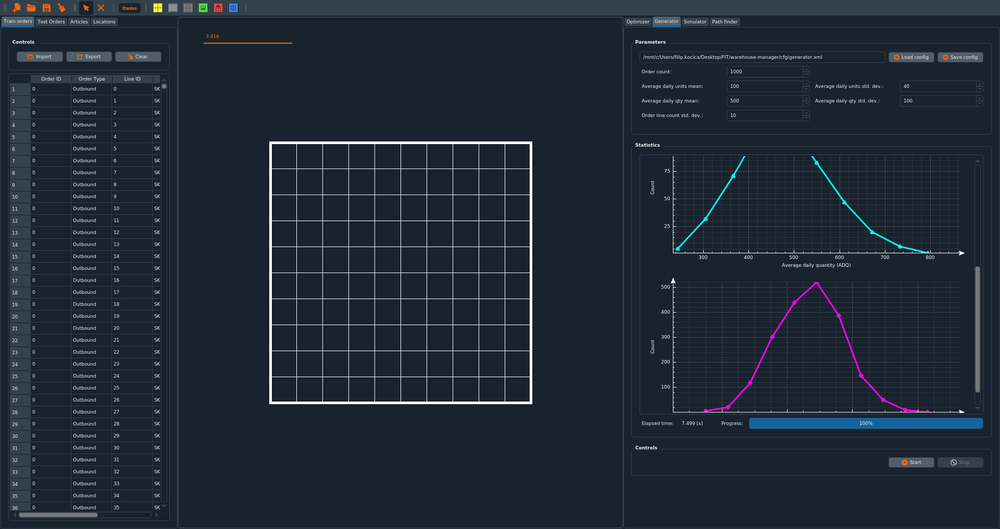 Items
Train orders Test Orders Articles Locations
Controls
Import Export Clear
Order ID Order Type Line ID
1 0 Outbound 0 SK
2 0 Outbound 1 SK
3 0 Outbound 2 SK
4 0 Outbound 3 SK
5 0 Outbound 4 SK
6 0 Outbound 5 SK
7 0 Outbound 6 SK
8 0 Outbound 7 SK
9 0 Outbound 8 SK
10 0 Outbound 9 SK
11 0 Outbound 10 SK
12 0 Outbound 11 SK
13 0 Outbound 12 SK
14 0 Outbound 13 SK
15 0 Outbound 14 SK
16 0 Outbound 15 SK
17 0 Outbound 16 SK
18 0 Outbound 17 SK
19 0 Outbound 18 SK
20 0 Outbound 19 SK
21 0 Outbound 20 SK
22 0 Outbound 21 SK
23 0 Outbound 22 SK
24 0 Outbound 23 SK
25 0 Outbound 24 SK
26 0 Outbound 25 SK
27 0 Outbound 26 SK
28 0 Outbound 27 SK
29 0 Outbound 28 SK
30 0 Outbound 29 SK
31 0 Outbound 30 SK
32 0 Outbound 31 SK
33 0 Outbound 32 SK
34 0 Outbound 33 SK
35 0 Outbound 34 SK
36 0 Outbound 35 SK
3.416
Optimizer Generator Simulator Path finder
Parameters
/mnt/c/Users/filip.kocica/Desktop/FIT/warehouse-manager/cfg/generator.xml Load config Save config
Order count: 1000
Average daily units mean: 100 Average daily units std. dev.: 40
Average daily qty mean: 500 Average daily qty std. dev.: 100
Order line count std. dev.: 10
Statistics
75
50
25
Count
300 400 500 600 700 800
Average daily quantity (ADQ)
500
400
300
200
100
Count
Elapsed time: 7.499 [s] Progress: 100%
Controls
Start Stop